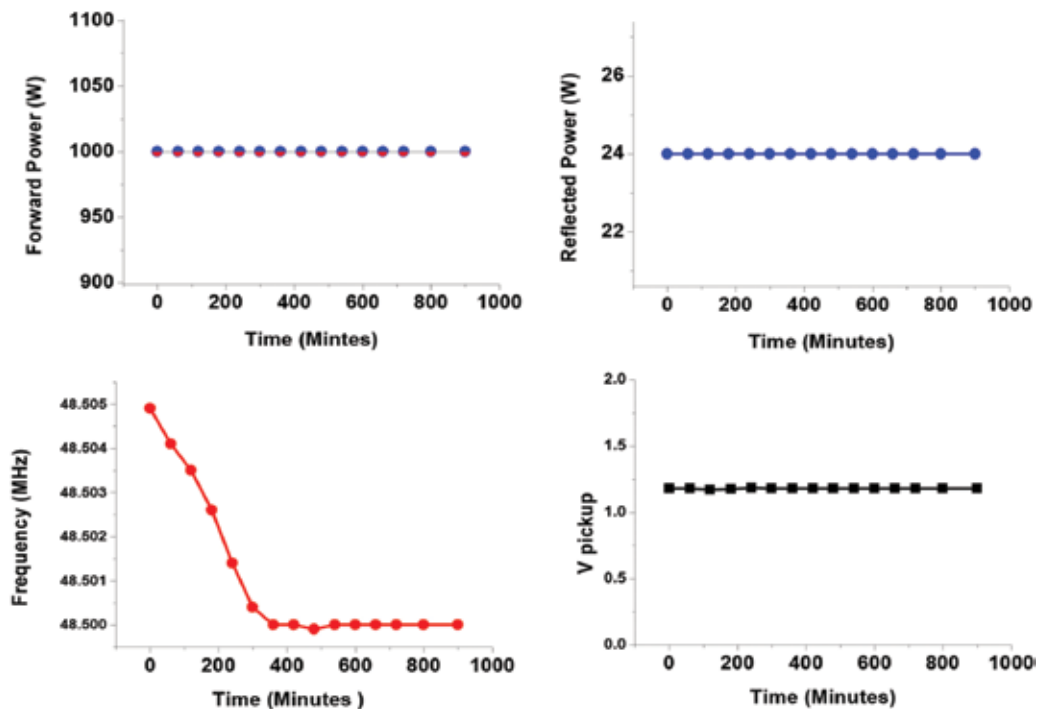 1100
1050
1000
950
900
Forward Power (W)
0 200 400 600 800 1000
Time (Mintes)
26
24
22
Reflected Power (W)
0 200 400 600 800 1000
Time (Minutes)
48.505
48.504
48.503
48.502
48.501
48.500
Frequency (MHz)
0 200 400 600 800 1000
Time (Minutes )
2.0
1.5
1.0
0.5
0.0
V pickup
0 200 400 600 800 1000
Time (Minutes)